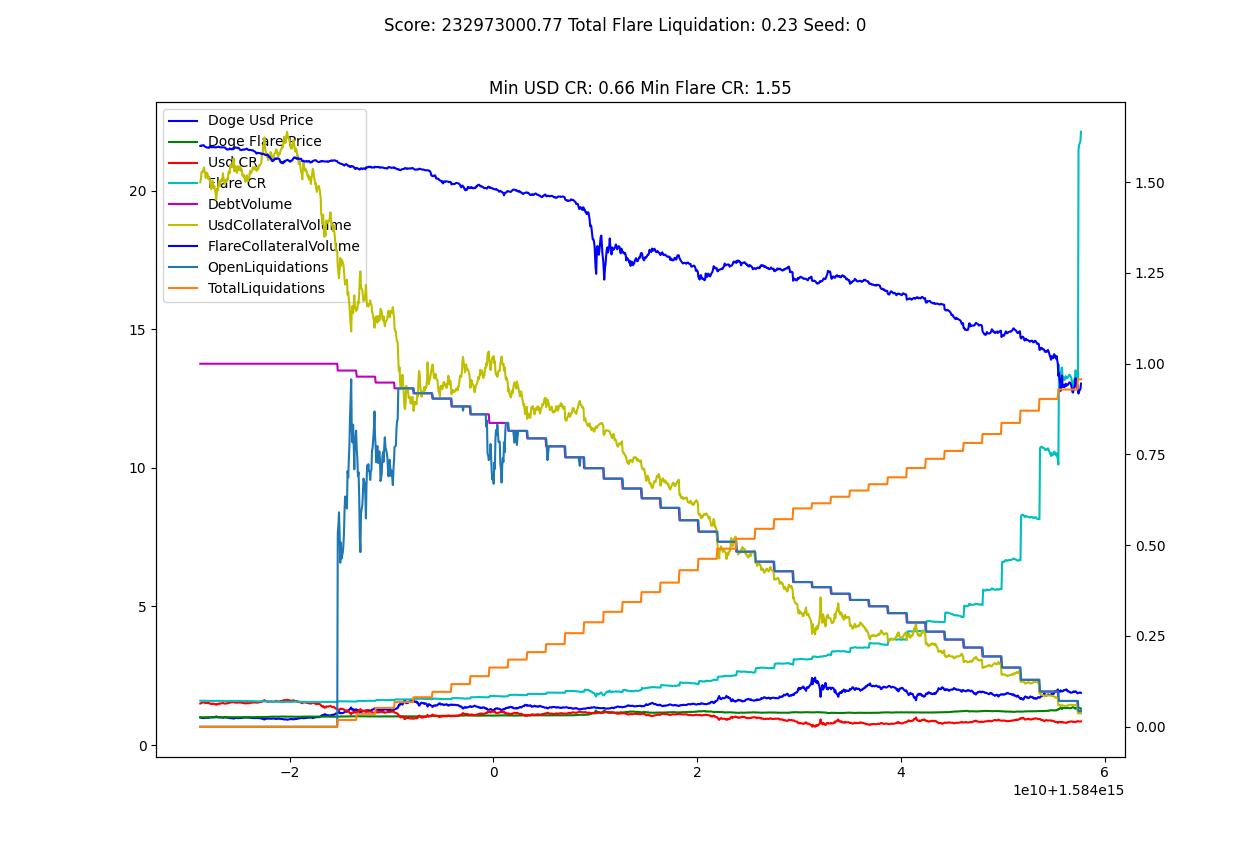 Score: 232973000.77 Total Flare Liquidation: 0.23 Seed: 0
Min USD CR: 0.66 Min Flare CR: 1.55
Doge Usd Price
Doge Flare Price
Usd CR
Flare CR
DebtVolume
UsdCollateralVolume
FlareCollateralVolume
OpenLiquidations
TotalLiquidations
20
15
10
5
0
1.50
1.25
1.00
0.75
0.50
0.25
0.00
−2
0
2
4
6
1e10+1.584e15